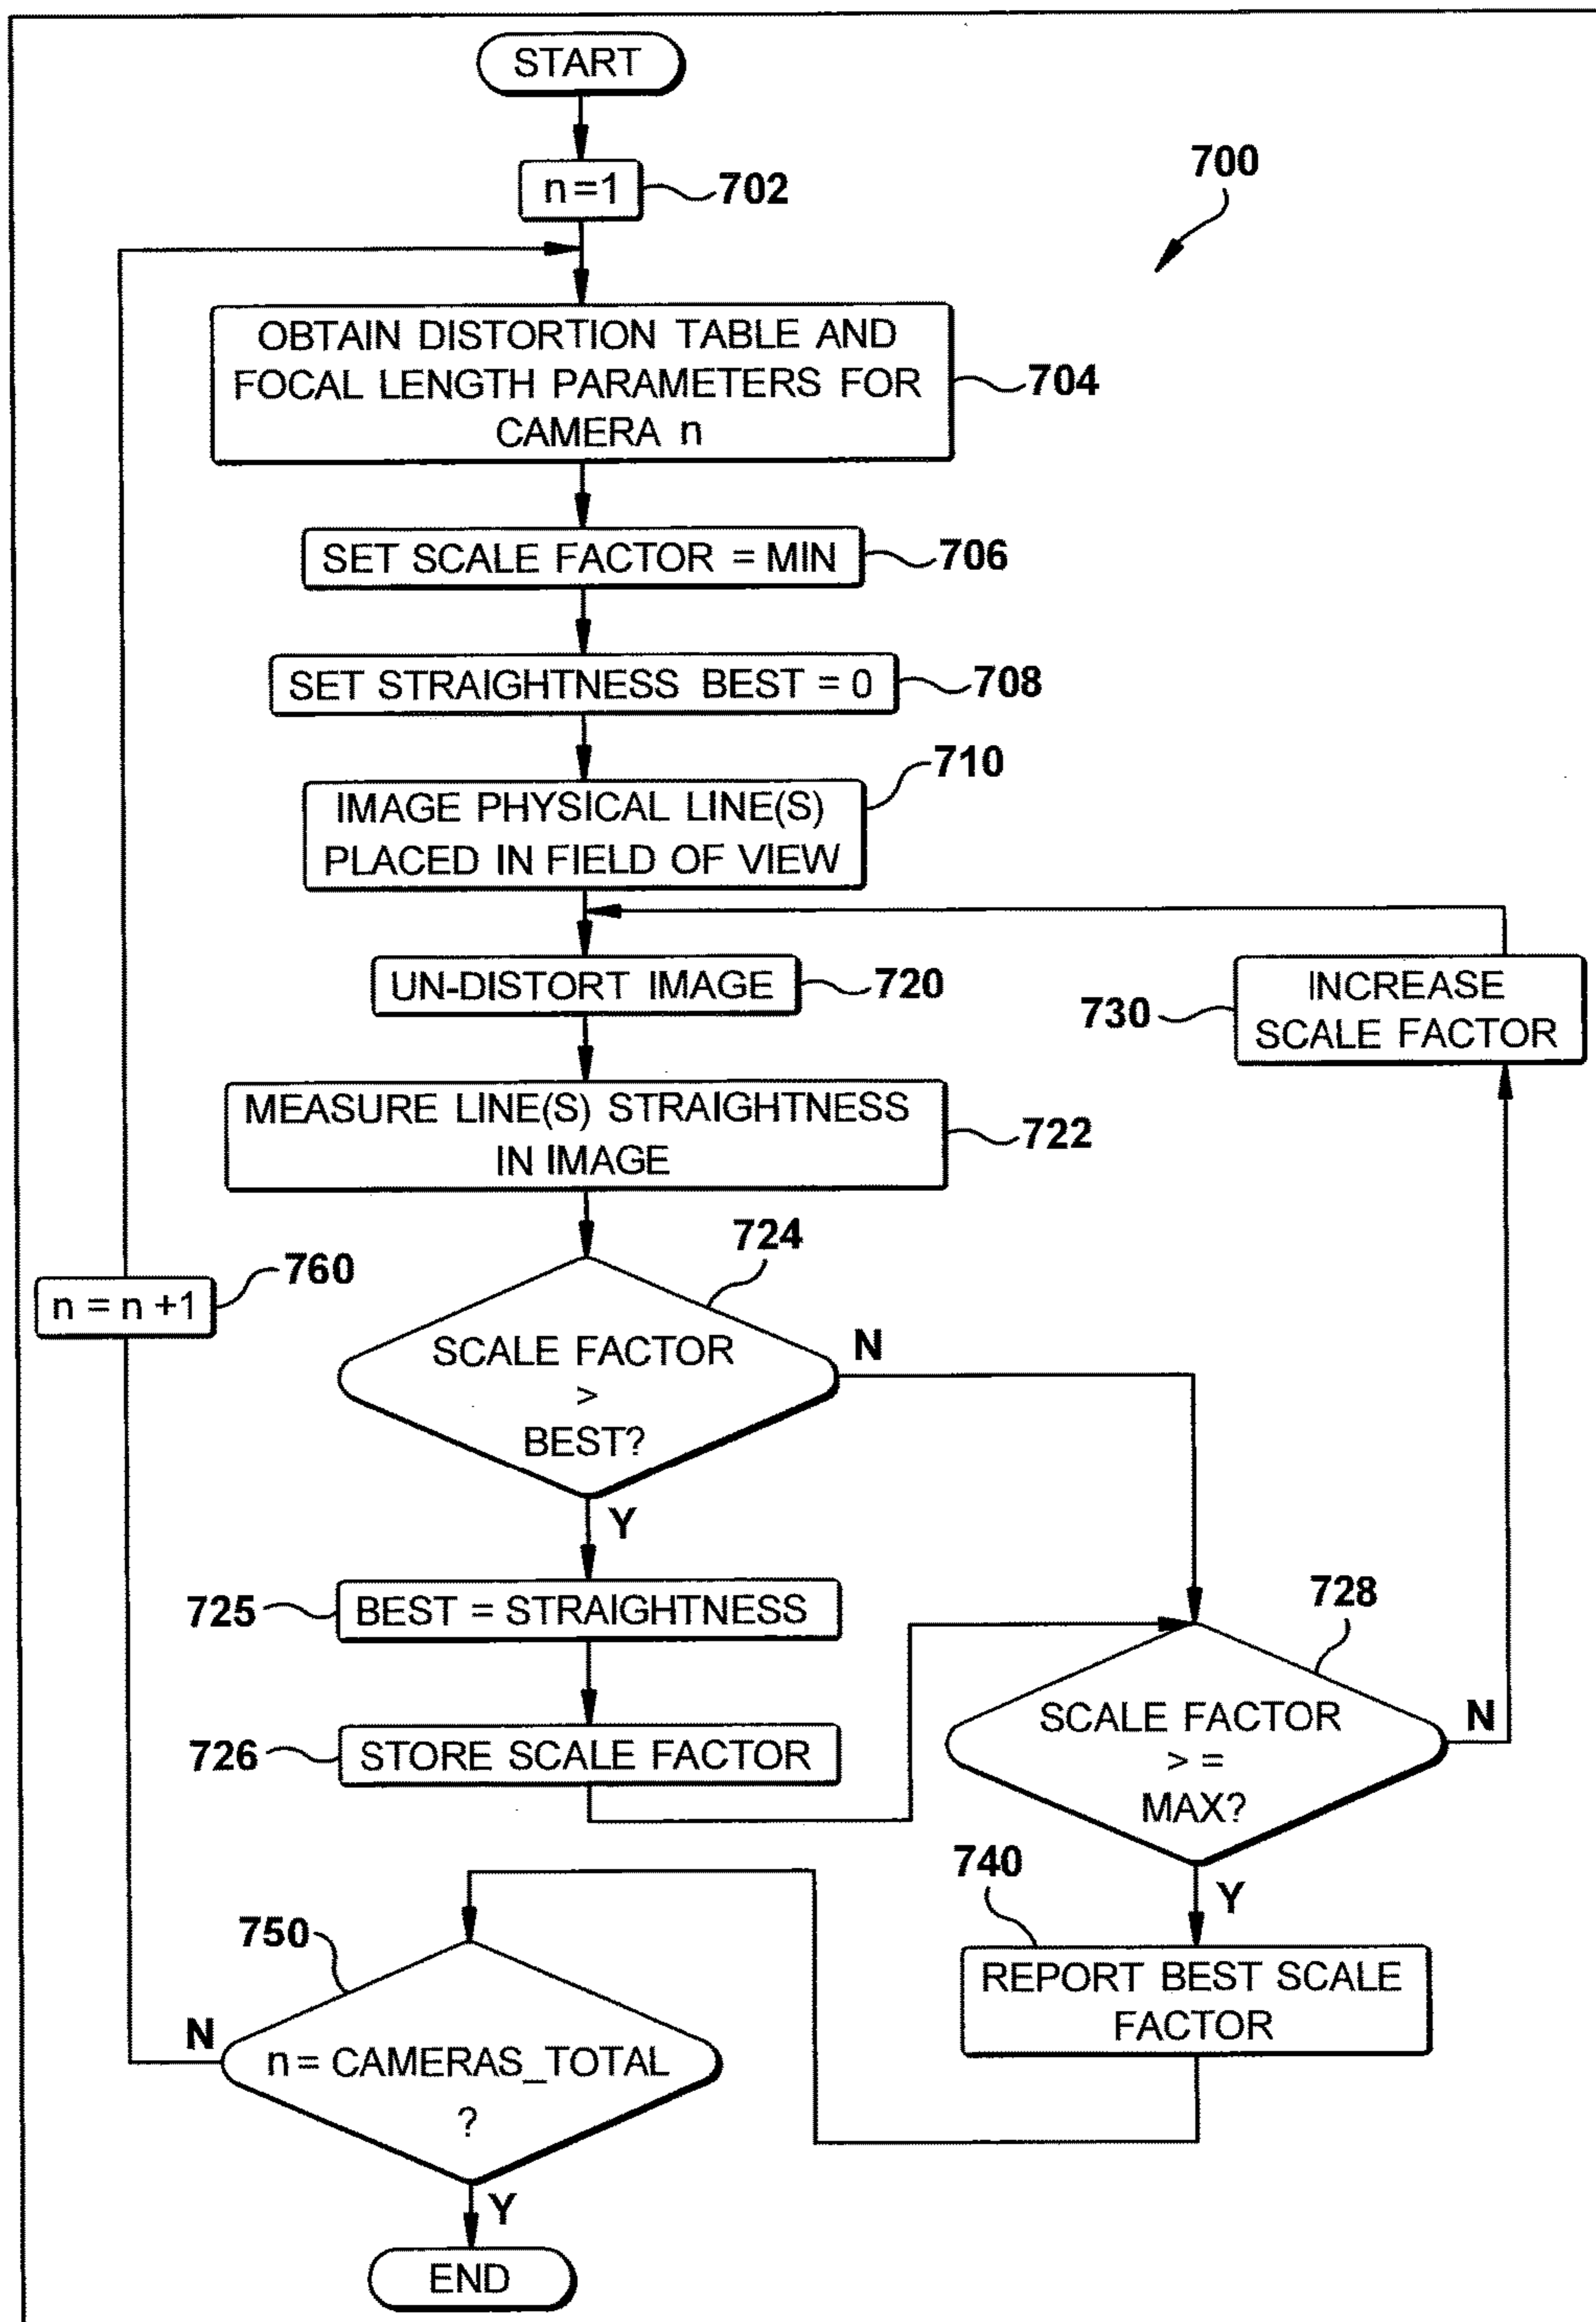 START
n=1
702
700
OBTAIN DISTORTION TABLE AND
FOCAL LENGTH PARAMETERS FOR
CAMERA n
704
SET SCALE FACTOR = MIN
706
SET STRAIGHTNESS BEST = 0
708
710
IMAGE PHYSICAL LINE(S)
PLACED IN FIELD OF VIEW
UN-DISTORT IMAGE
720
730
INCREASE
SCALE FACTOR
MEASURE LINE(S) STRAIGHTNESS
IN IMAGE
722
724
760
n = n +1
SCALE FACTOR
>
BEST?
N
Y
725
BEST = STRAIGHTNESS
728
726
STORE SCALE FACTOR
SCALE FACTOR
> =
MAX?
N
Y
740
REPORT BEST SCALE
FACTOR
750
N
n = CAMERAS_TOTAL
?
Y
END